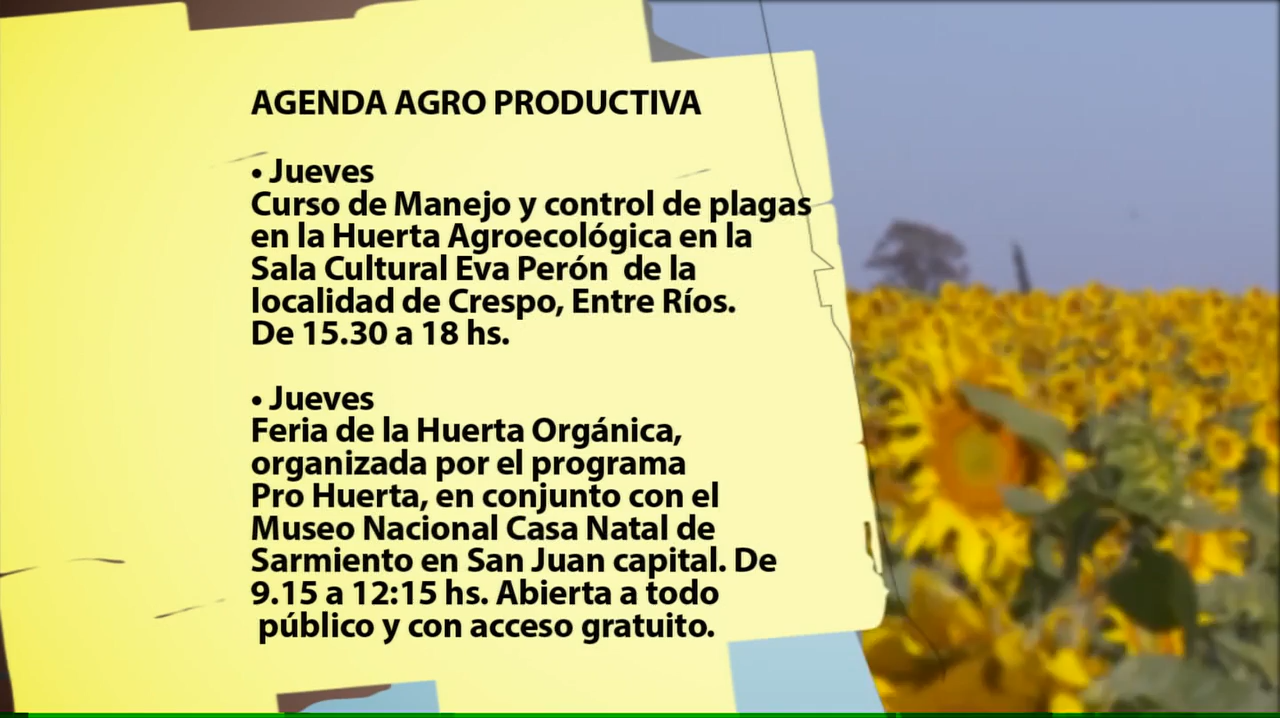 AGENDA AGRO PRODUCTIVA
• Jueves
Curso de Manejo y control de plagas
en la Huerta Agroecológica en la
Sala Cultural Eva Perón  de la
localidad de Crespo, Entre Ríos.
De 15.30 a 18 hs.
• Jueves
Feria de la Huerta Orgánica,
organizada por el programa
Pro Huerta, en conjunto con el
Museo Nacional Casa Natal de
Sarmiento en San Juan capital. De
9.15 a 12:15 hs. Abierta a todo
público y con acceso gratuito.